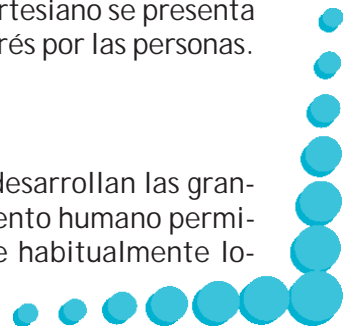 rtesiano se presenta
rés por las personas.
desarrollan las gran-
ento humano permi-
e habitualmente lo-